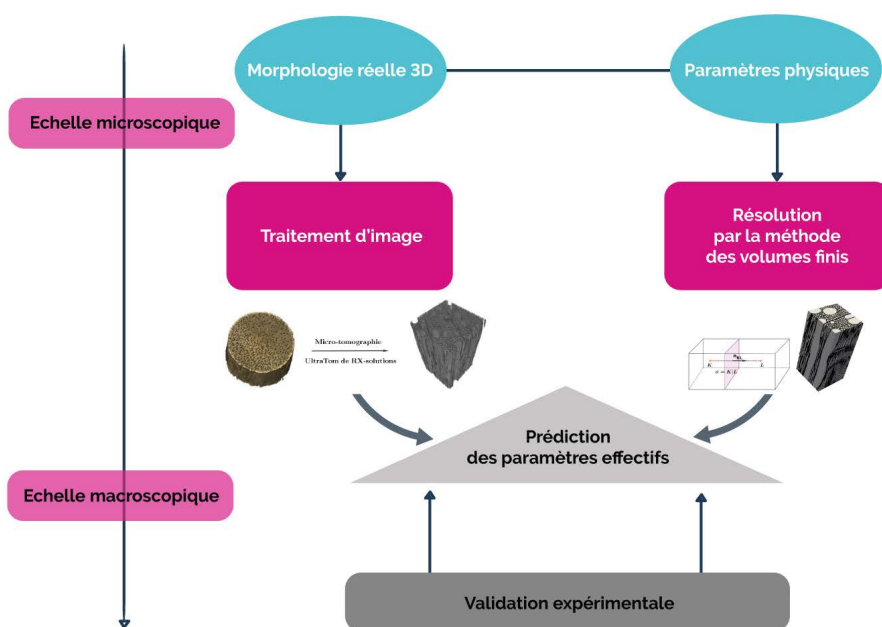 Morphologie réelle 3D
Paramètres physiques
Echelle microscopique
Traitement d'image
Résolution
par la méthode
des volumes finis
Micro-tomographie
UltraTom de RX-solutions
K
L
σ = K|L
Prédiction
des paramètres effectifs
Echelle macroscopique
Validation expérimentale